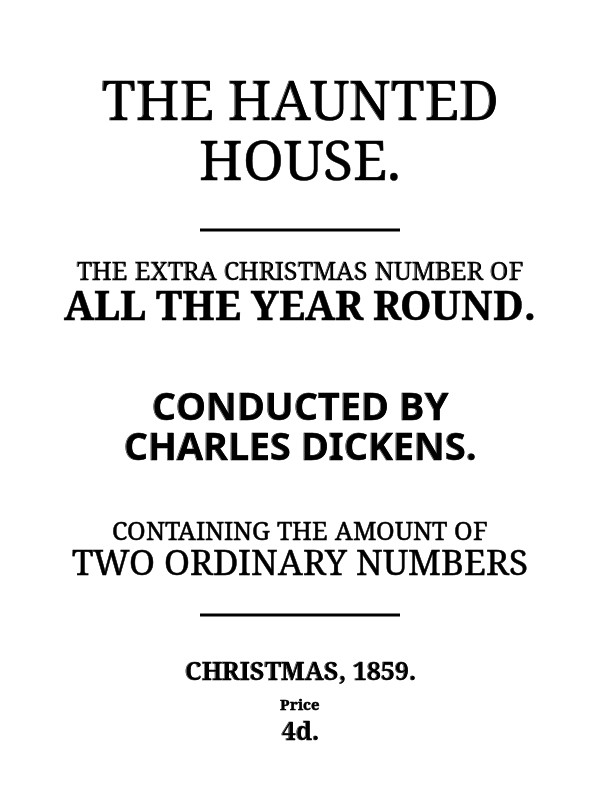 THE HAUNTED
HOUSE.
THE EXTRA CHRISTMAS NUMBER OF
ALL THE YEAR ROUND.
CONDUCTED BY
CHARLES DICKENS.
CONTAINING THE AMOUNT OF
TWO ORDINARY NUMBERS
CHRISTMAS, 1859.
Price
4d.